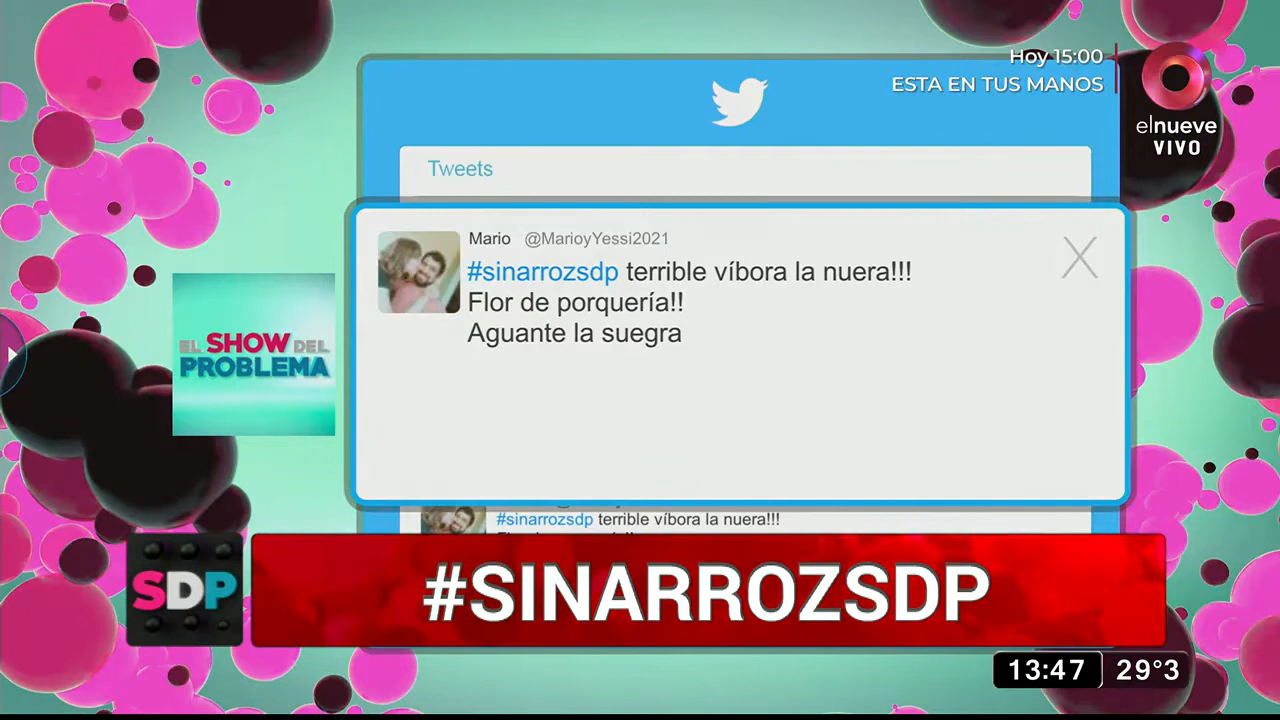 Hoy 15:00
ESTA EN TUS MANOS
elnueve
VIVO
Tweets
Mario @MarioyYessi2021
#sinarrozsdp terrible víbora la nuera!!!
Flor de porquería!!
Aguante la suegra
EL SHOW DEL
PROBLEMA
#sinarrozsdp terrible víbora la nuera!!!
SDP
#SINARROZSDP
13:47 29°3